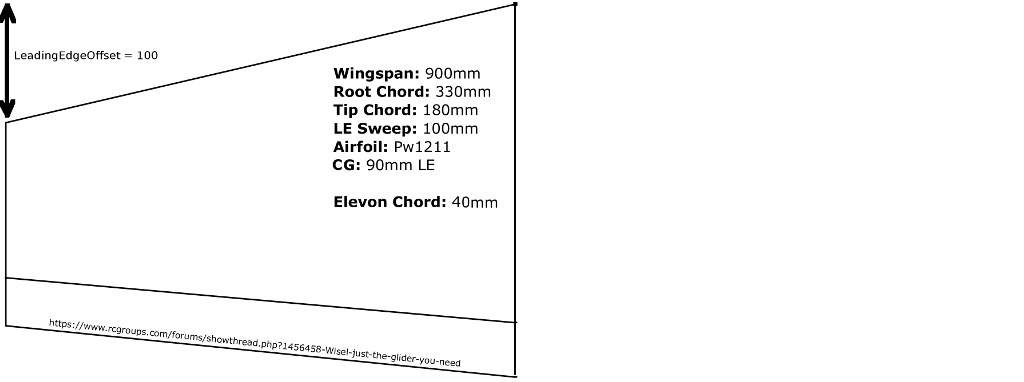 LeadingEdgeOffset = 100
Wingspan: 900mm
Root Chord: 330mm
Tip Chord: 180mm
LE Sweep: 100mm
Airfoil: Pw1211
CG: 90mm LE
Elevon Chord: 40mm
https://www.rcgroups.com/forums/showthread.php?1456458-Wisel-just-the-glider-you-need